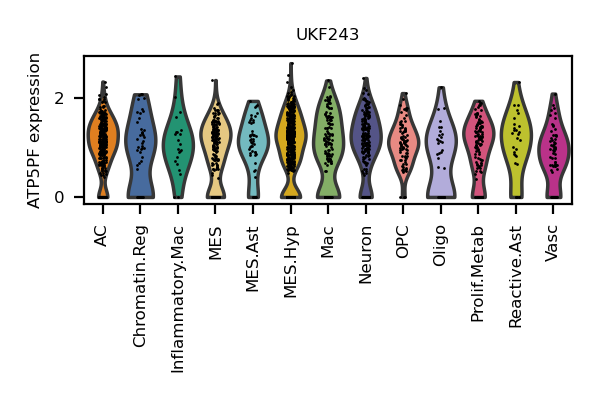 UKF243
ATP5PF expression
2
0
AC
Chromatin.Reg
Inflammatory.Mac
MES
MES.Ast
MES.Hyp
Mac
Neuron
OPC
Oligo
Prolif.Metab
Reactive.Ast
Vasc